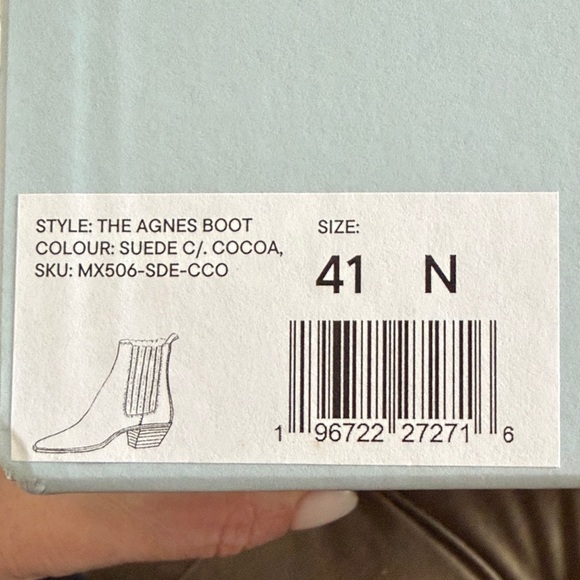 STYLE: THE AGNES BOOT
COLOUR: SUEDE C/. COCOA,
SKU: MX506-SDE-CCO
SIZE:
41 N
1 96722 27271 6